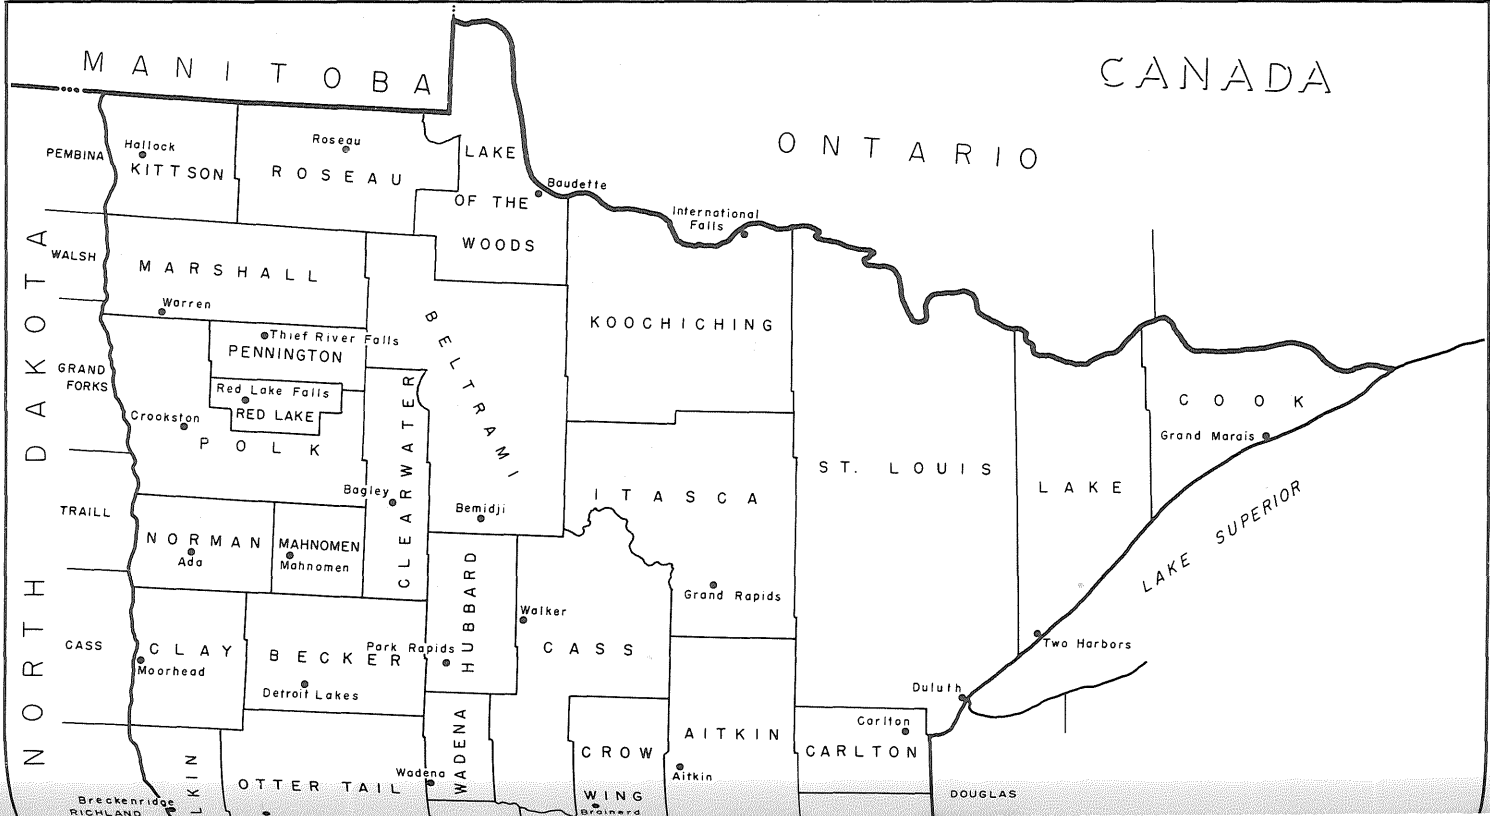 MANITOBA
CANADA
ONTARIO
PEMBINA
Hallock
KITTSON
Roseau
ROSEAU
LAKE
OF THE
WOODS
Baudette
International
Falls
NORTH DAKOTA
WALSH
MARSHALL
Warren
Thief River Falls
PENNINGTON
BELTRAMI
KOOCHICHING
GRAND
FORKS
Red Lake Falls
RED LAKE
Crookston
POLK
CLEARWATER
COOK
Grand Marais
ST. LOUIS
LAKE
ITASCA
Bagley
Bemidji
LAKE SUPERIOR
TRAILL
NORMAN
Ada
MAHNOMEN
Mahnomen
HUBBARD
Grand Rapids
Walker
CASS
CASS
CLAY
Moorhead
BECKER
Park Rapids
Detroit Lakes
Two Harbors
Duluth
Carlton
CARLTON
AITKIN
Aitkin
CROW
WING
Brainerd
WADENA
Wadena
OTTER TAIL
LKIN
Breckenridge
RICHLAND
DOUGLAS